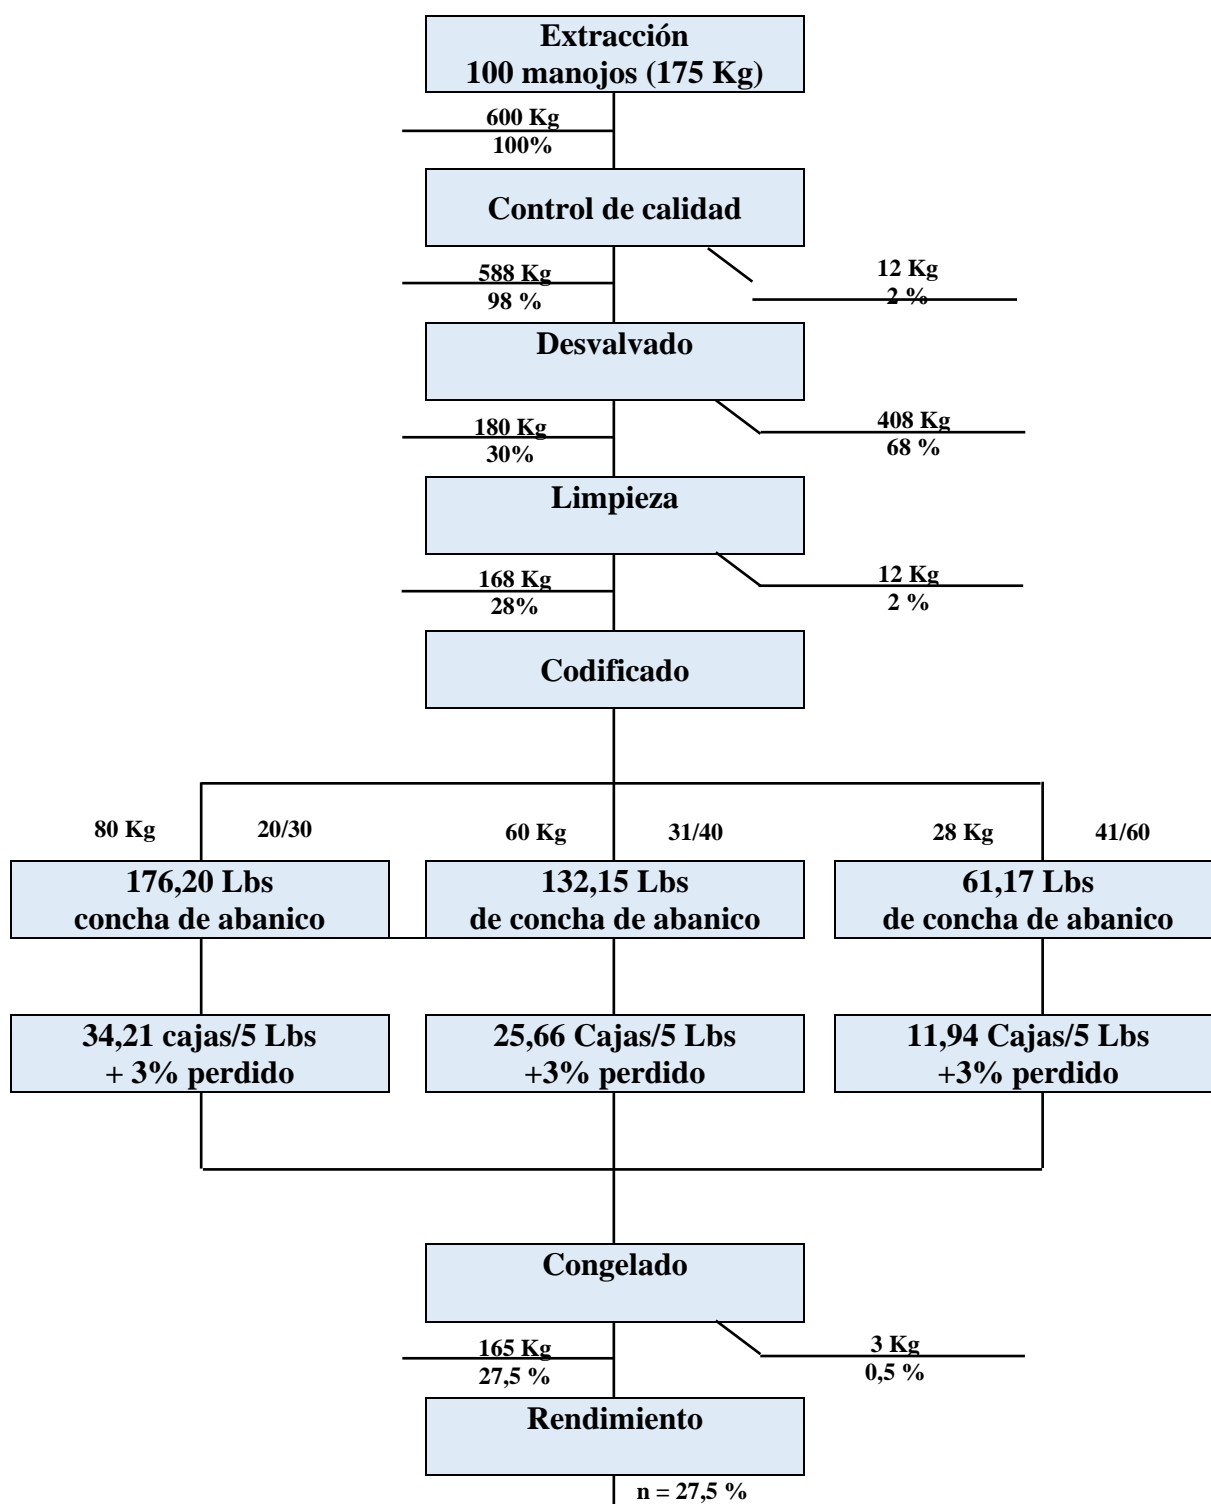 Extracción
100 manojos (175 Kg)
600 Kg
100%
Control de calidad
588 Kg
98 %
12 Kg
2 %
Desvalvado
180 Kg
30%
408 Kg
68 %
Limpieza
168 Kg
28%
12 Kg
2 %
Codificado
80 Kg
20/30
60 Kg
31/40
28 Kg
41/60
176,20 Lbs
concha de abanico
132,15 Lbs
de concha de abanico
61,17 Lbs
de concha de abanico
34,21 cajas/5 Lbs
+ 3% perdido
25,66 Cajas/5 Lbs
+3% perdido
11,94 Cajas/5 Lbs
+3% perdido
Congelado
165 Kg
27,5 %
3 Kg
0,5 %
Rendimiento
n = 27,5 %